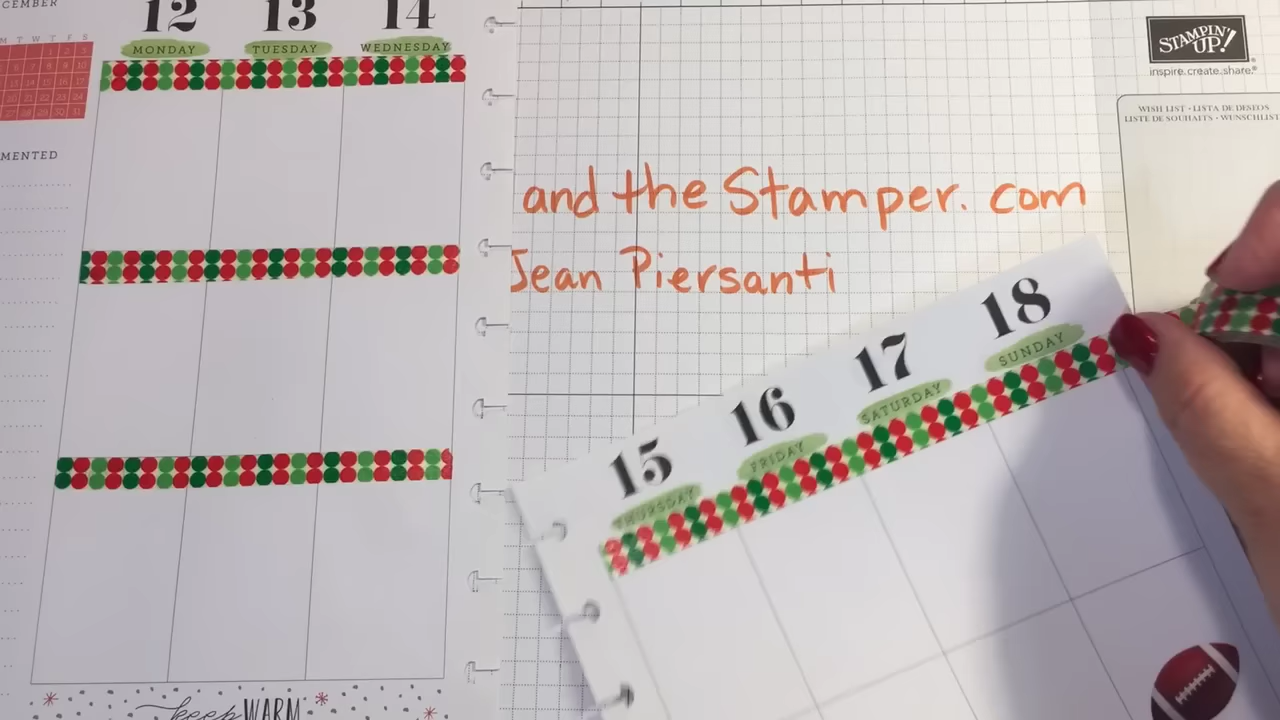 CEMBER
12 13 14
MONDAY TUESDAY WEDNESDAY
M T W T F S
MENTED
keep WARM
STAMPIN' UP!
inspire.create.share.®
WISH LIST • LISTA DE DESEOS
LISTE DE SOUHAITS • WUNSCHLIST
and the Stamper. com
Jean Piersanti
15 16 17 18
THURSDAY FRIDAY SATURDAY SUNDAY